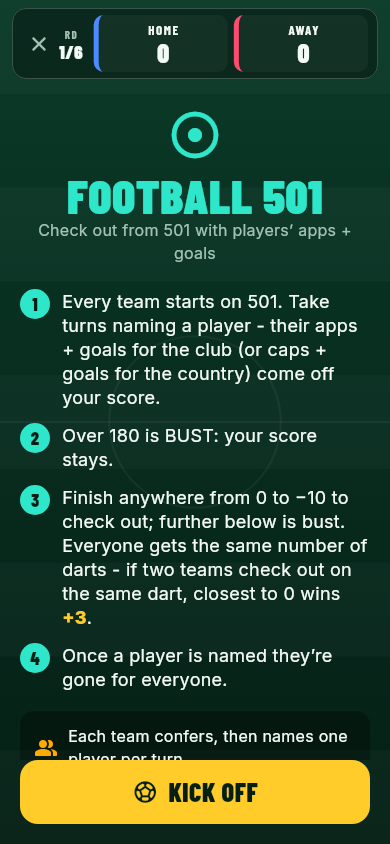 RD
1/6
HOME
0
AWAY
0
FOOTBALL 501
Check out from 501 with players’ apps +
goals
1
Every team starts on 501. Take
turns naming a player - their apps
+ goals for the club (or caps +
goals for the country) come off
your score.
2
Over 180 is BUST: your score
stays.
3
Finish anywhere from 0 to −10 to
check out; further below is bust.
Everyone gets the same number of
darts - if two teams check out on
the same dart, closest to 0 wins
+3.
4
Once a player is named they’re
gone for everyone.
Each team confers, then names one
player per turn
KICK OFF